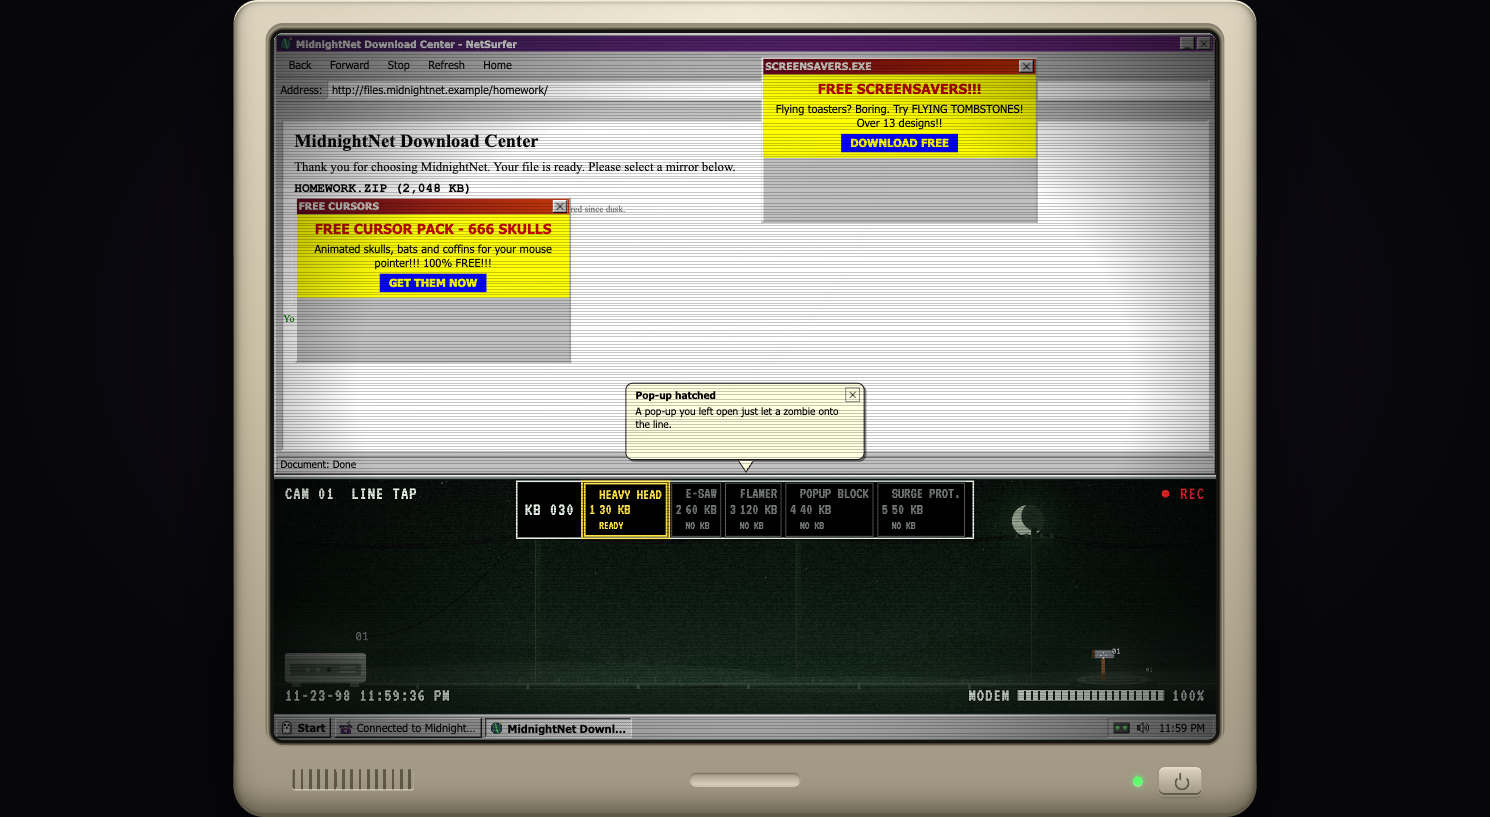 MidnightNet Download Center - NetSurfer
Back Forward Stop Refresh Home
Address: http://files.midnightnet.example/homework/
SCREENSAVERS.EXE
FREE SCREENSAVERS!!!
Flying toasters? Boring. Try FLYING TOMBSTONES!
Over 13 designs!!
DOWNLOAD FREE
MidnightNet Download Center
Thank you for choosing MidnightNet. Your file is ready. Please select a mirror below.
HOMEWORK.ZIP (2,048 KB)
red since dusk.
FREE CURSORS
FREE CURSOR PACK - 666 SKULLS
Animated skulls, bats and coffins for your mouse
pointer!!! 100% FREE!!!
GET THEM NOW
Yo
Pop-up hatched
A pop-up you left open just let a zombie onto
the line.
Document: Done
CAM 01 LINE TAP
KB 030
HEAVY HEAD
1 30 KB
READY
E-SAW
2 60 KB
NO KB
FLAMER
3 120 KB
NO KB
POPUP BLOCK
4 40 KB
NO KB
SURGE PROT.
5 50 KB
NO KB
REC
01
01
01
11-23-98 11:59:36 PM
MODEM 100%
Start Connected to Midnight... MidnightNet Downl... 11:59 PM